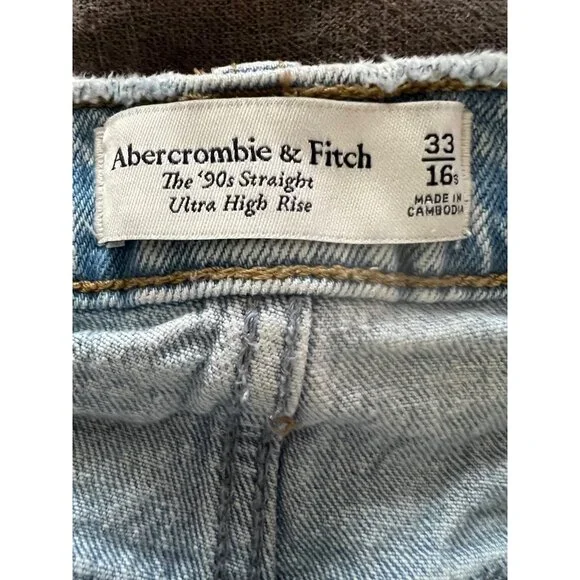 Abercrombie & Fitch
The '90s Straight
Ultra High Rise
33
16s
MADE IN
CAMBODIA